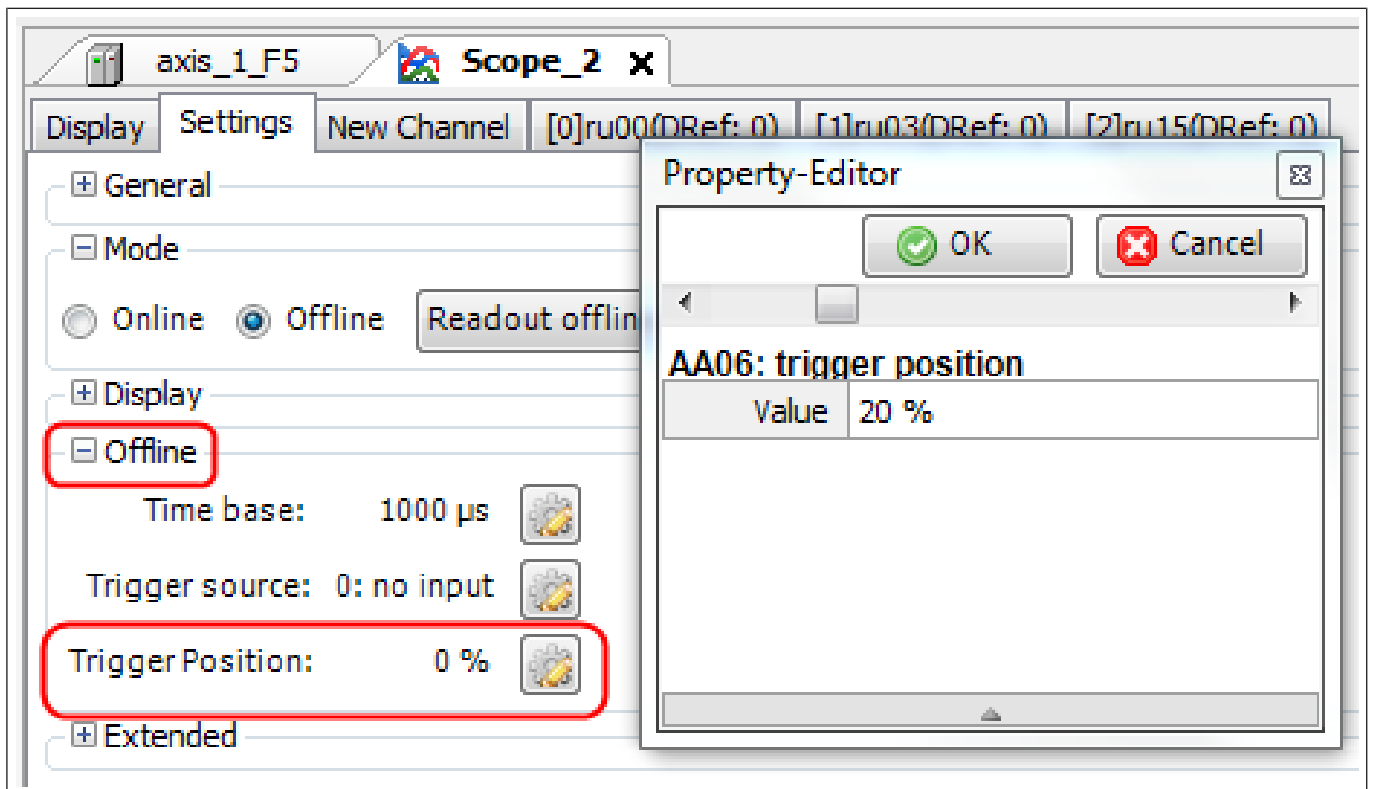 axis_1_F5 Scope_2
Display Settings New Channel [0]ru00(DRef: 0) [1]ru03(DRef: 0) [2]ru15(DRef: 0)
General
Mode
Online Offline Readout offlin
Display
Offline
Time base: 1000 µs
Trigger source: 0: no input
Trigger Position: 0 %
Extended
Property-Editor
OK Cancel
AA06: trigger position
Value 20 %